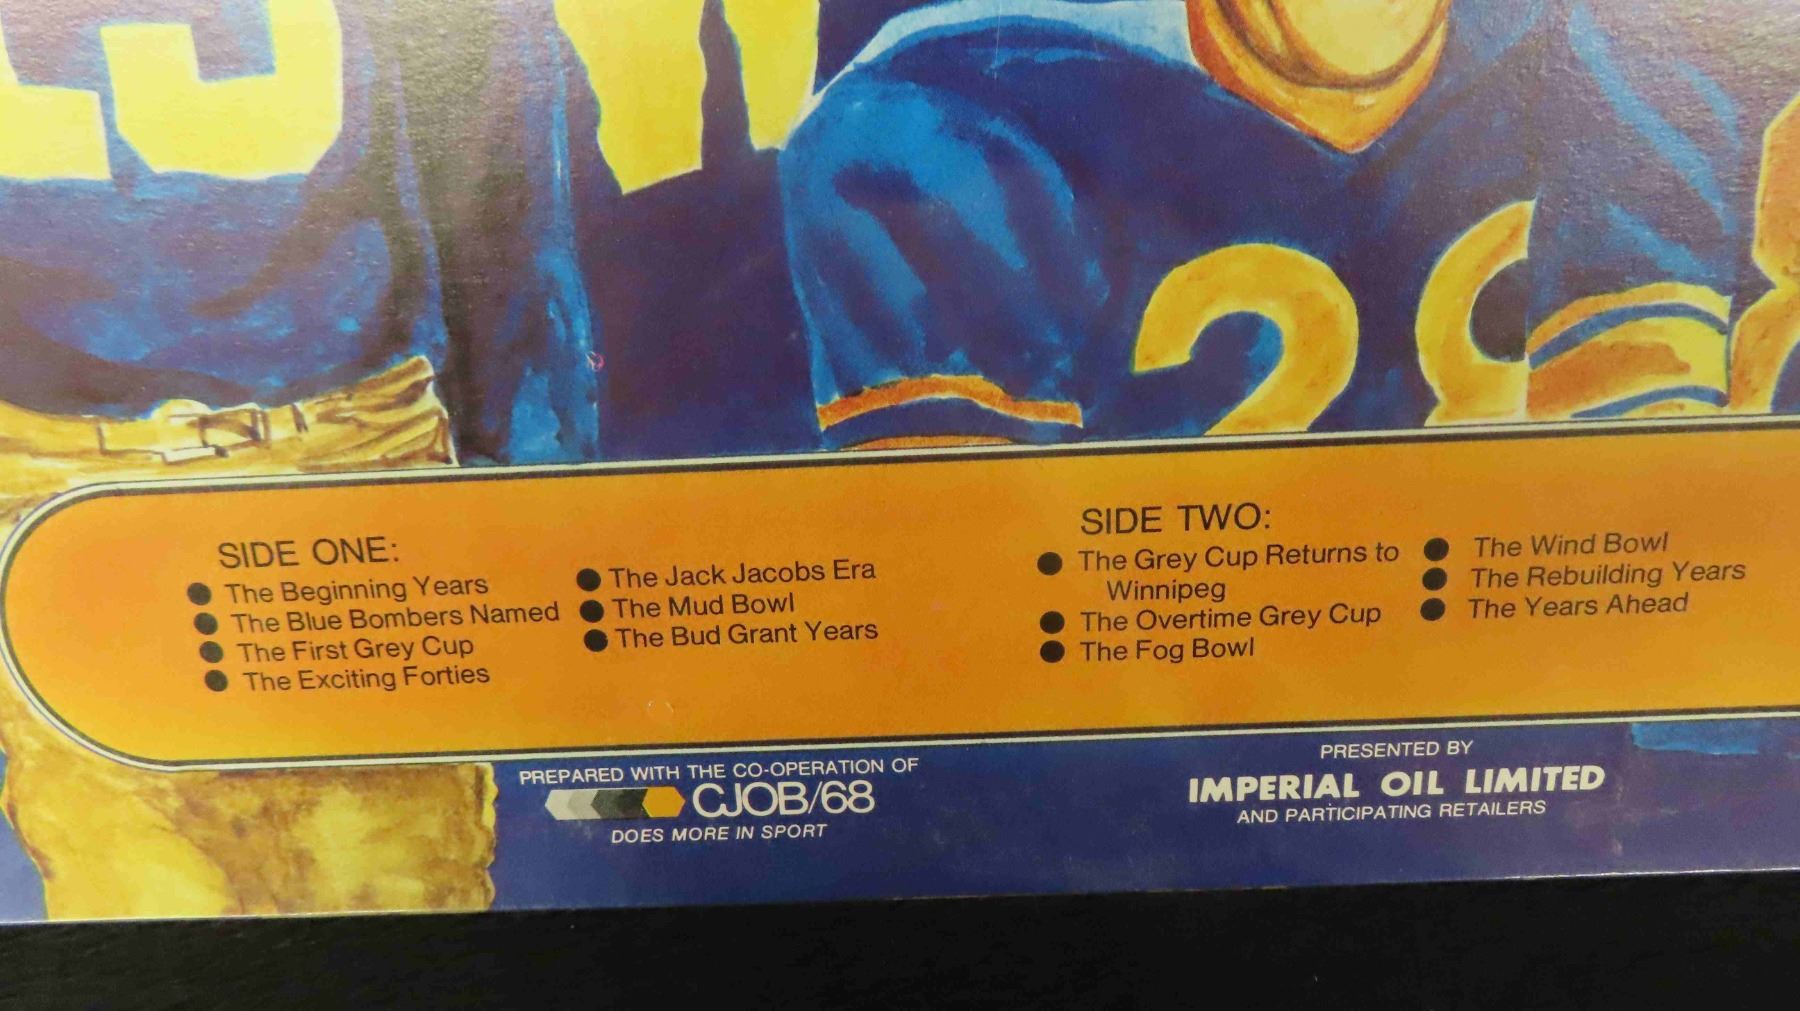 28
SIDE ONE:
The Beginning Years
The Blue Bombers Named
The First Grey Cup
The Exciting Forties
The Jack Jacobs Era
The Mud Bowl
The Bud Grant Years
SIDE TWO:
The Grey Cup Returns to
Winnipeg
The Overtime Grey Cup
The Fog Bowl
The Wind Bowl
The Rebuilding Years
The Years Ahead
PREPARED WITH THE CO-OPERATION OF
CJOB/68
DOES MORE IN SPORT
PRESENTED BY
IMPERIAL OIL LIMITED
AND PARTICIPATING RETAILERS